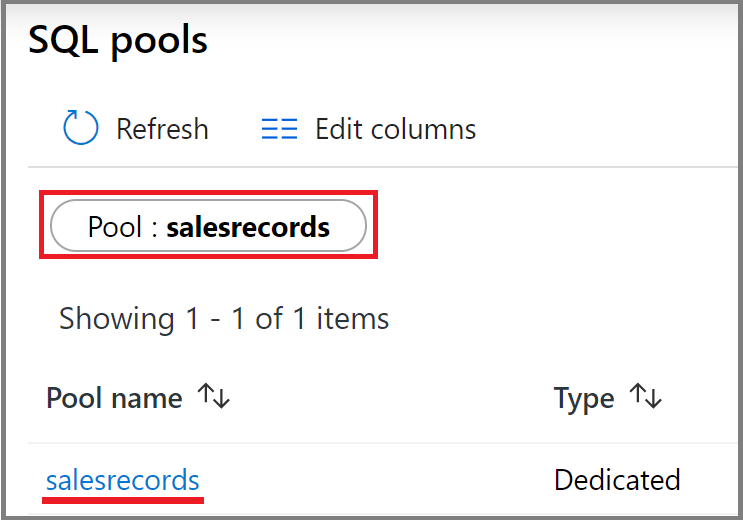 SQL pools
Refresh Edit columns
Pool : salesrecords
Showing 1 - 1 of 1 items
Pool name Type
salesrecords Dedicated